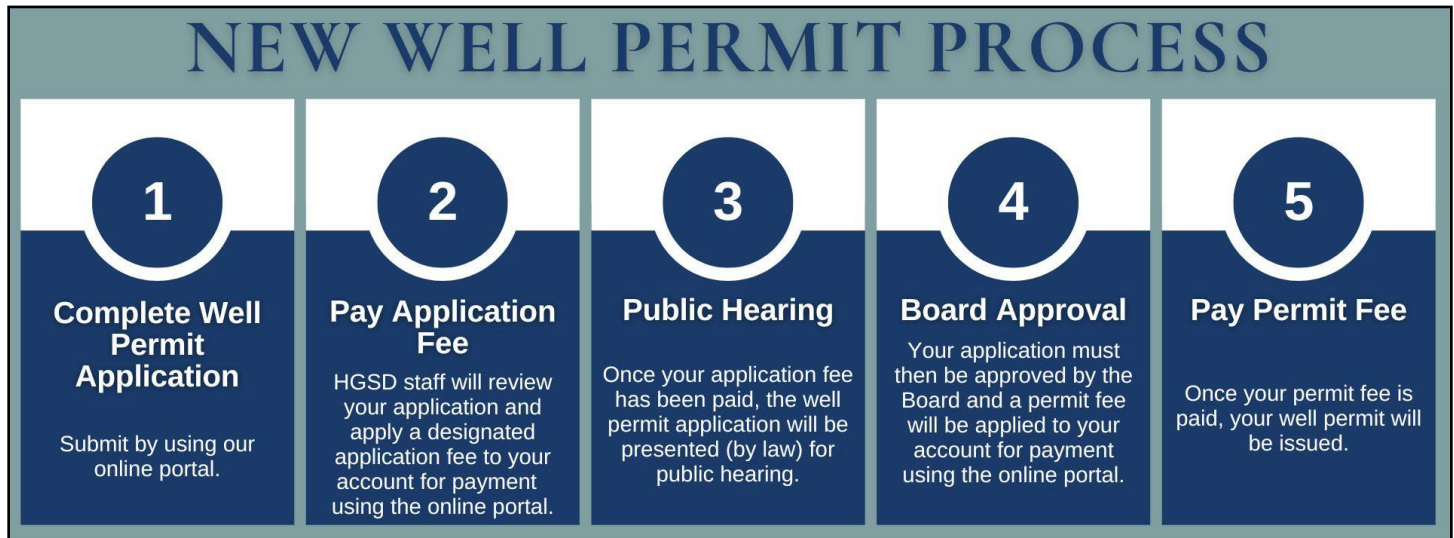 NEW WELL PERMIT PROCESS
1
Complete Well
Permit
Application
Submit by using our
online portal.
2
Pay Application
Fee
HGSD staff will review
your application and
apply a designated
application fee to your
account for payment
using the online portal.
3
Public Hearing
Once your application fee
has been paid, the well
permit application will be
presented (by law) for
public hearing.
4
Board Approval
Your application must
then be approved by the
Board and a permit fee
will be applied to your
account for payment
using the online portal.
5
Pay Permit Fee
Once your permit fee is
paid, your well permit will
be issued.